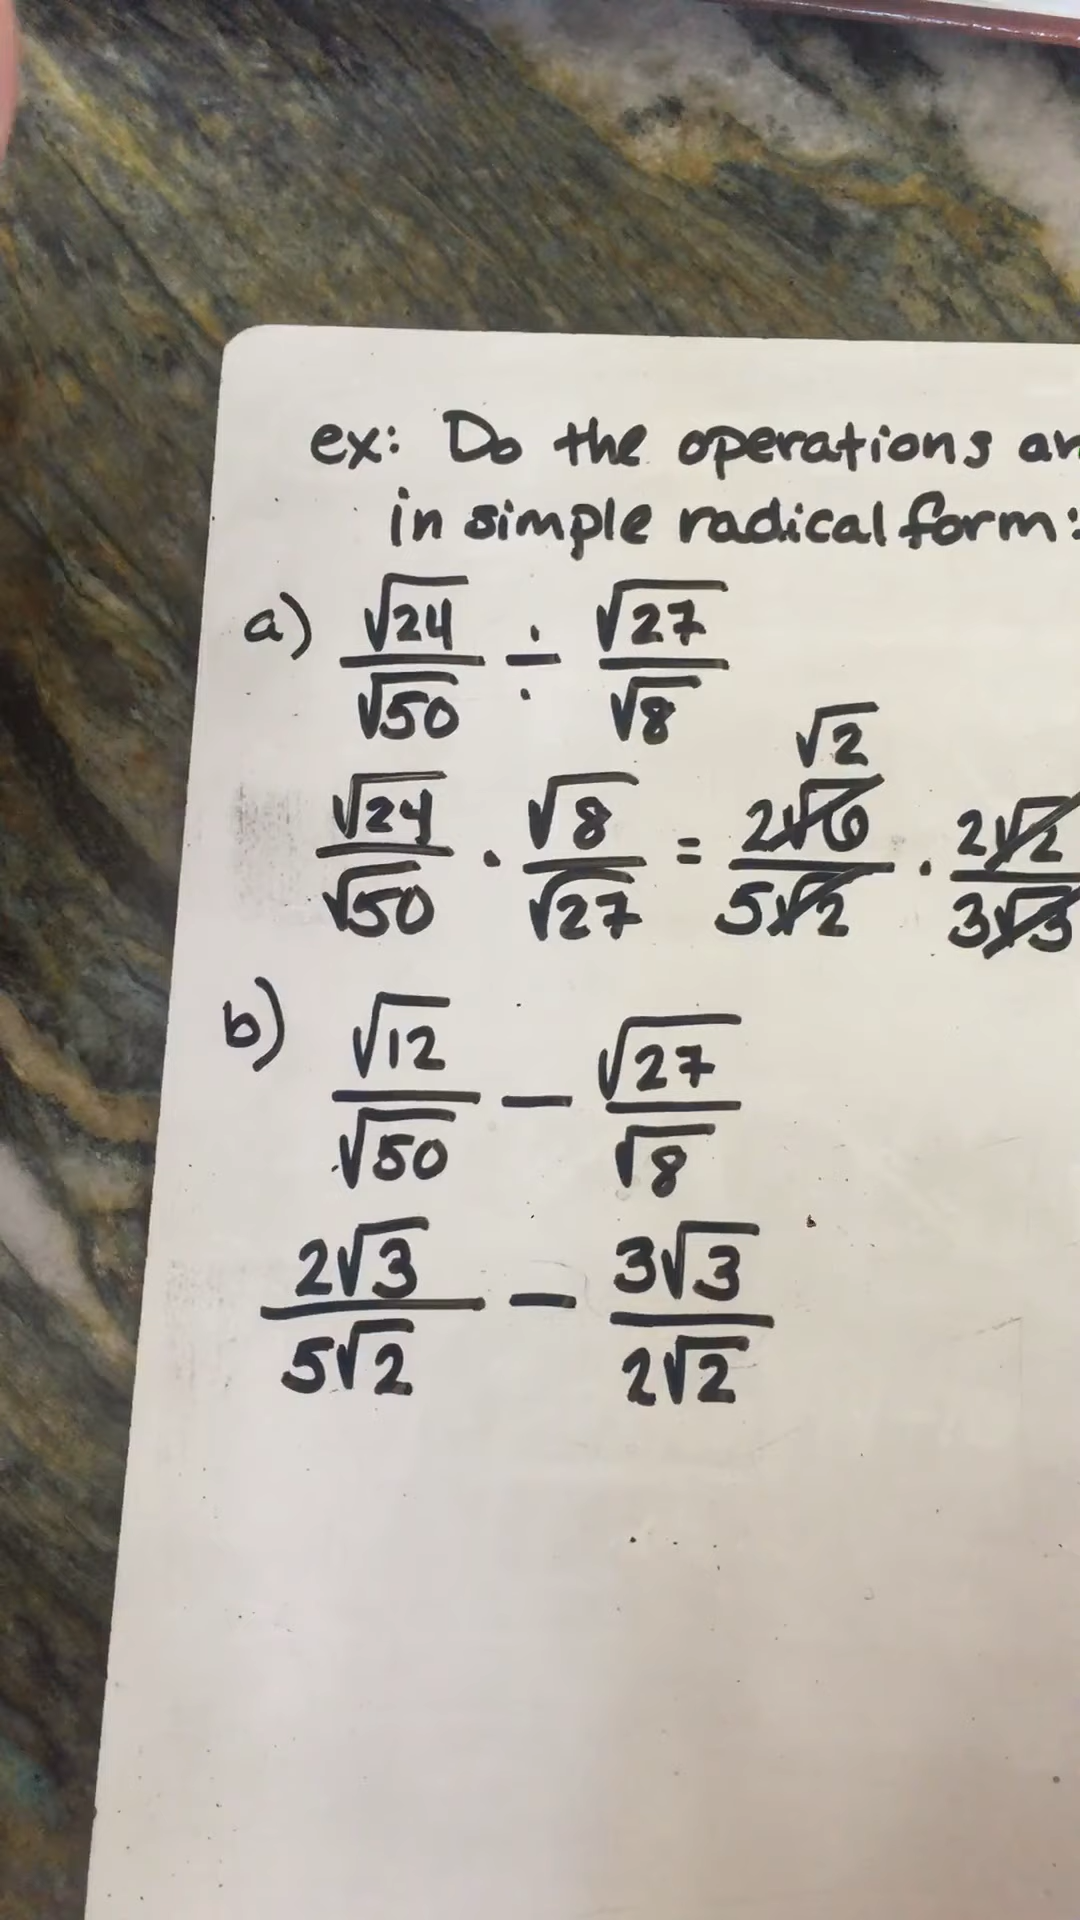 ex: Do the operations
in simple radical form:
a) √24/√50 ÷ √27/√8
√2
√24/√50 · √8/√27 = 2√6/5√2 · 2√2/3√3
b) √12/√50 − √27/√8
2√3/5√2 − 3√3/2√2